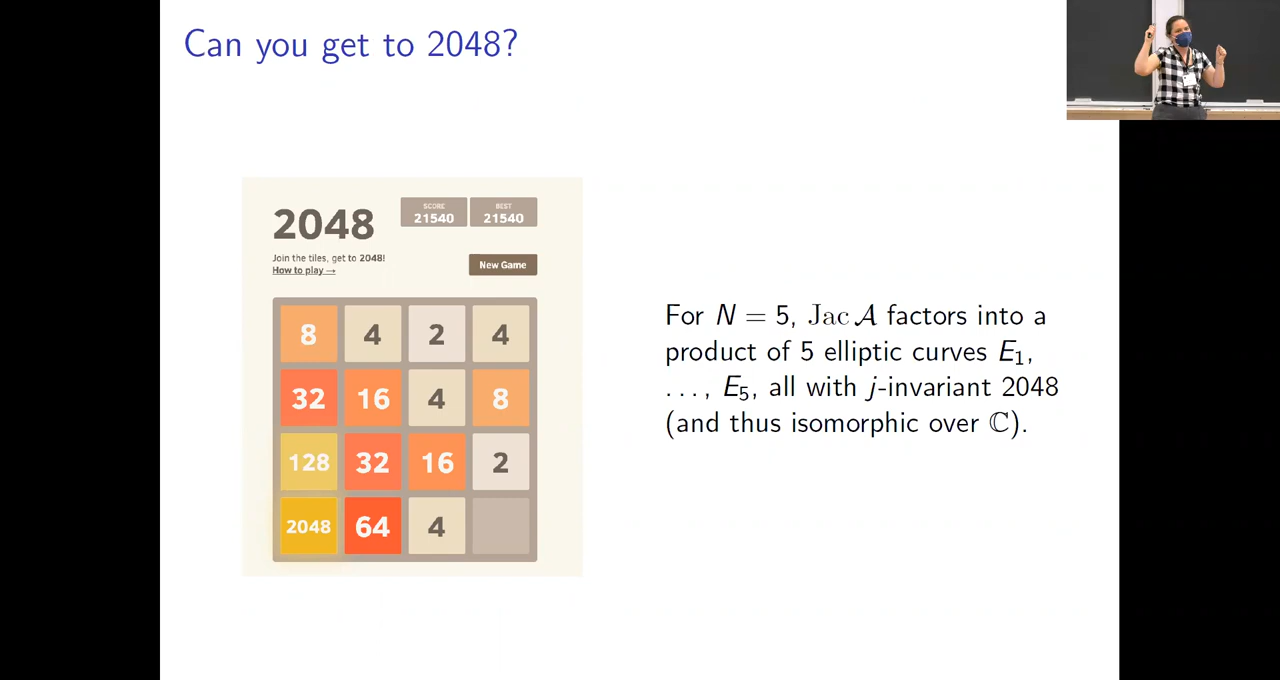 Can you get to 2048?
2048
SCORE
21540
BEST
21540
Join the tiles, get to 2048!
How to play →
New Game
8 4 2 4
32 16 4 8
128 32 16 2
2048 64 4
For N = 5, Jac 𝒜 factors into a
product of 5 elliptic curves E₁,
..., E₅, all with j-invariant 2048
(and thus isomorphic over ℂ).